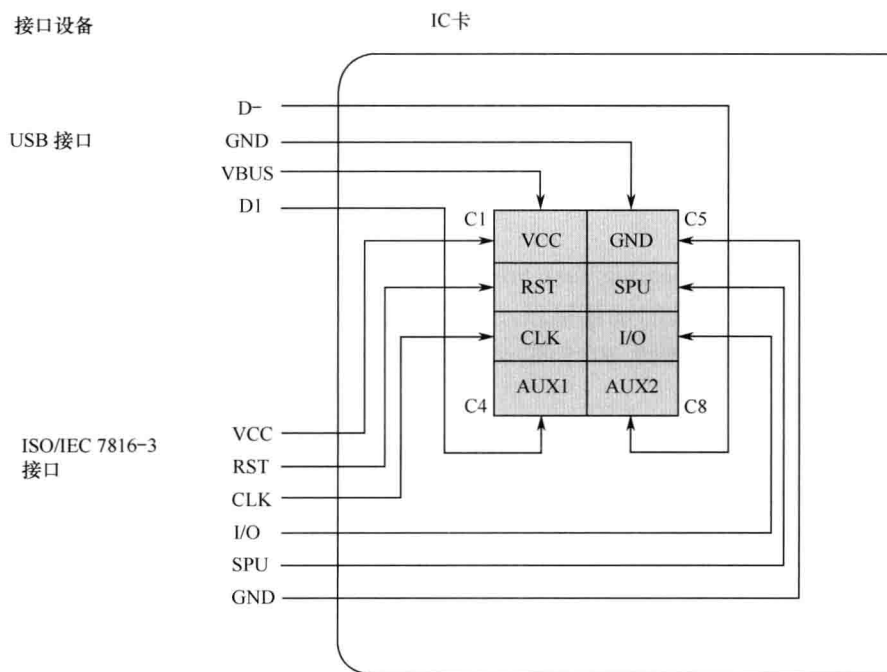 接口设备
IC卡
D-
USB 接口
GND
VBUS
D1
C1
C5
VCC
GND
RST
SPU
CLK
I/O
AUX1
AUX2
C4
C8
ISO/IEC 7816-3
接口
VCC
RST
CLK
I/O
SPU
GND